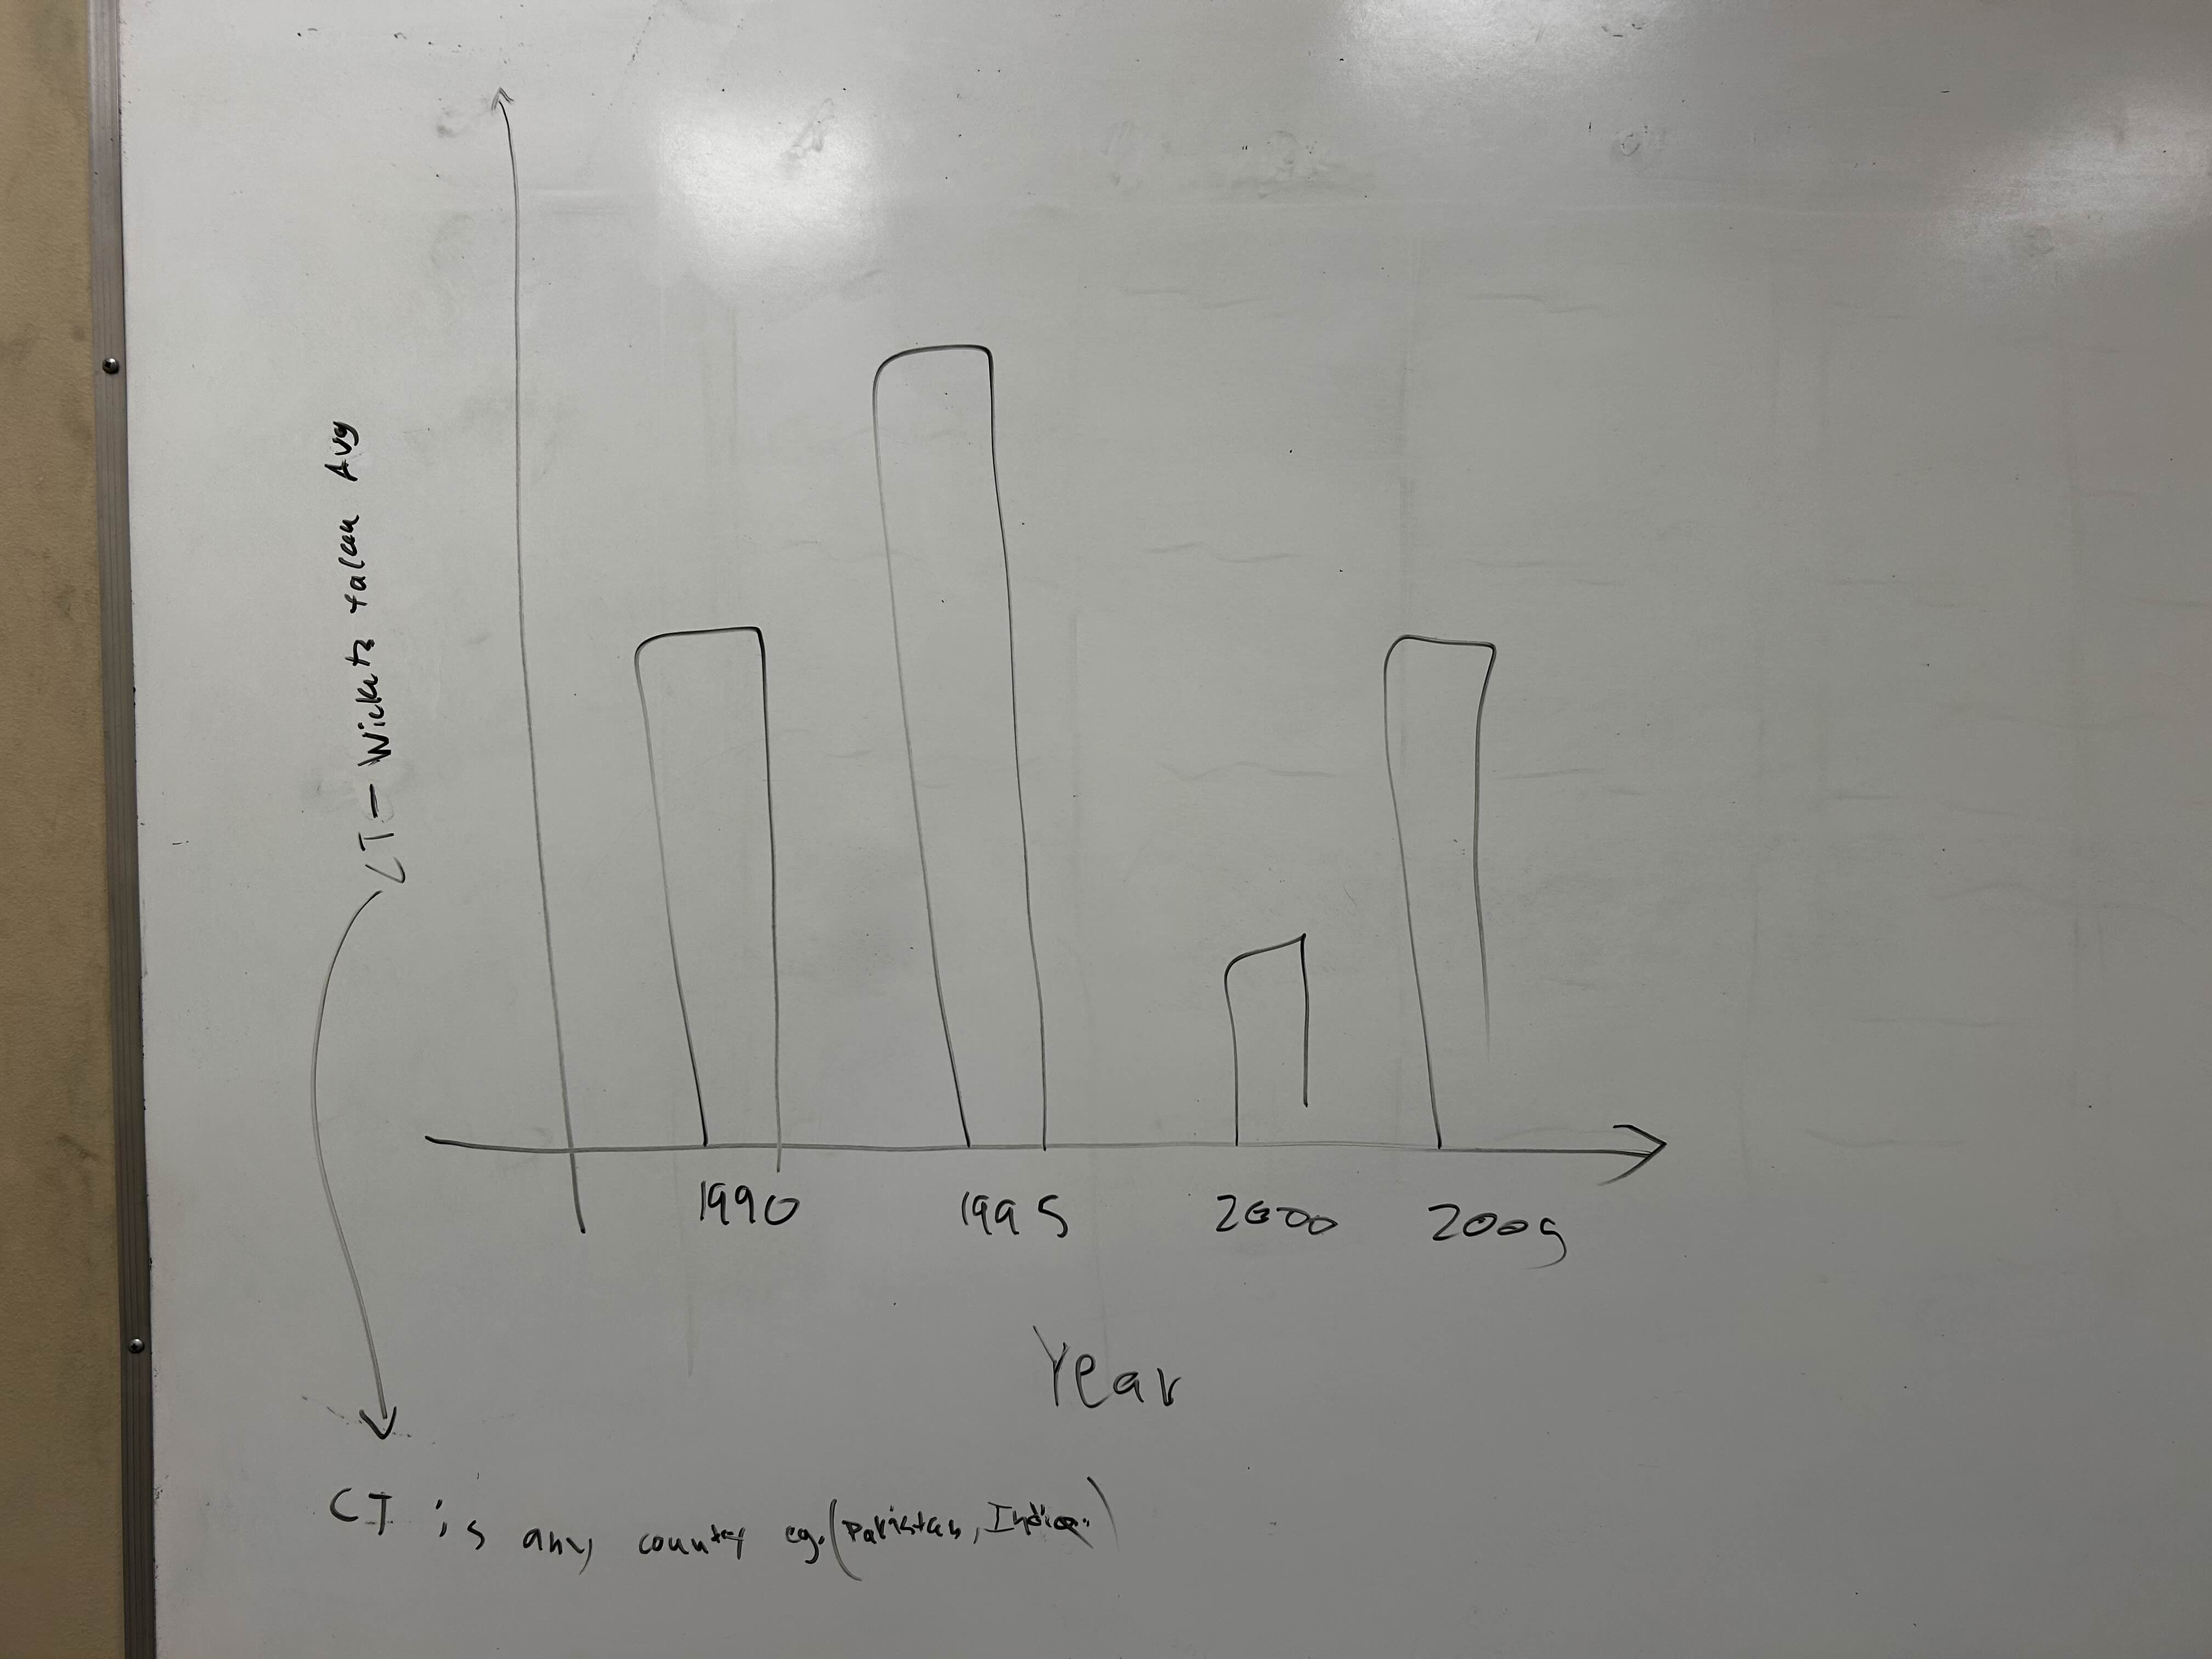 CT - Wickets taken Avg
1990 1995 2000 2005
Year
CT is any country eg. (Pakistan, India)